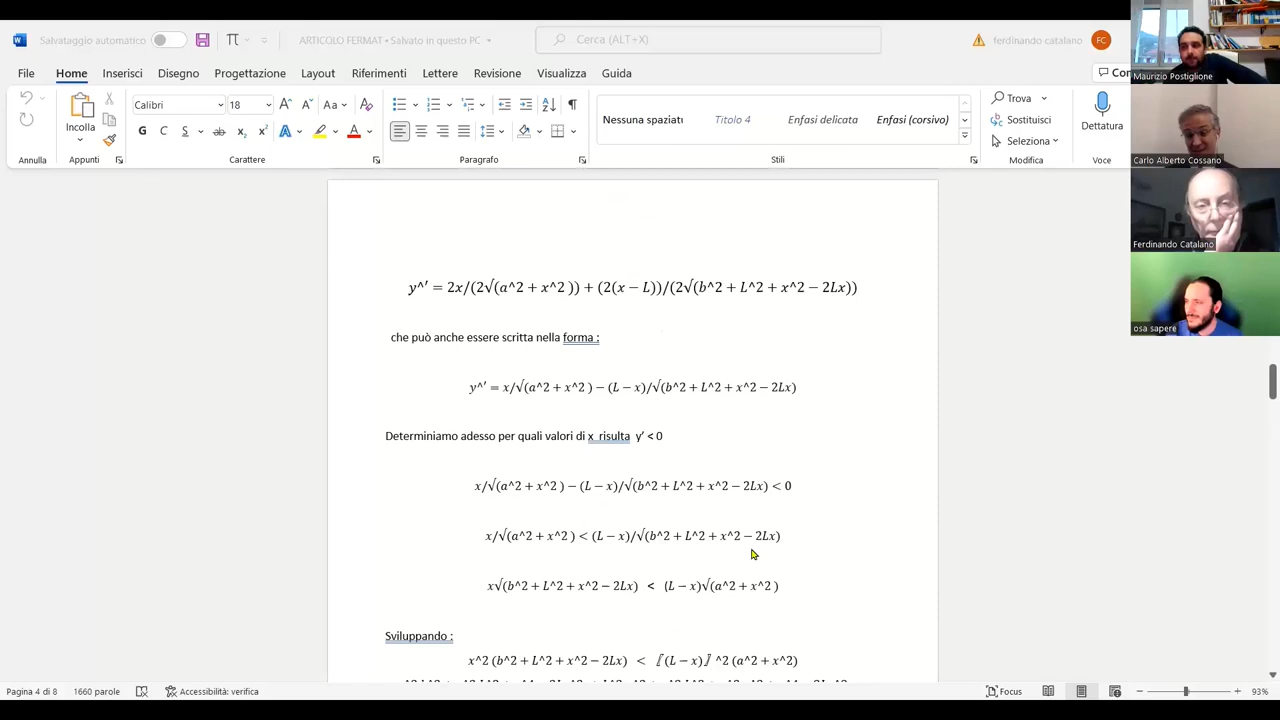 Salvataggio automatico
ARTICOLO FERMAT • Salvato in questo PC
Cerca (ALT+X)
ferdinando catalano
FC
File Home Inserisci Disegno Progettazione Layout Riferimenti Lettere Revisione Visualizza Guida
Calibri 18
Incolla
Nessuna spaziati Titolo 4 Enfasi delicata Enfasi (corsivo)
Trova
Sostituisci
Seleziona
Dettatura
Annulla Appunti Carattere Paragrafo Stili Modifica Voce
Maurizio Postiglione
Carlo Alberto Cossano
Ferdinando Catalano
osa sapere
y^′ = 2x/(2√(a^2 + x^2 )) + (2(x − L))/(2√(b^2 + L^2 + x^2 − 2Lx))
che può anche essere scritta nella forma :
y^′ = x/√(a^2 + x^2 ) − (L − x)/√(b^2 + L^2 + x^2 − 2Lx)
Determiniamo adesso per quali valori di x risulta y’ < 0
x/√(a^2 + x^2 ) − (L − x)/√(b^2 + L^2 + x^2 − 2Lx) < 0
x/√(a^2 + x^2 ) < (L − x)/√(b^2 + L^2 + x^2 − 2Lx)
x√(b^2 + L^2 + x^2 − 2Lx) < (L − x)√(a^2 + x^2 )
Sviluppando :
x^2 (b^2 + L^2 + x^2 − 2Lx) < 〖(L − x)〗^2 (a^2 + x^2)
Pagina 4 di 8 1660 parole Accessibilità: verifica Focus 93%